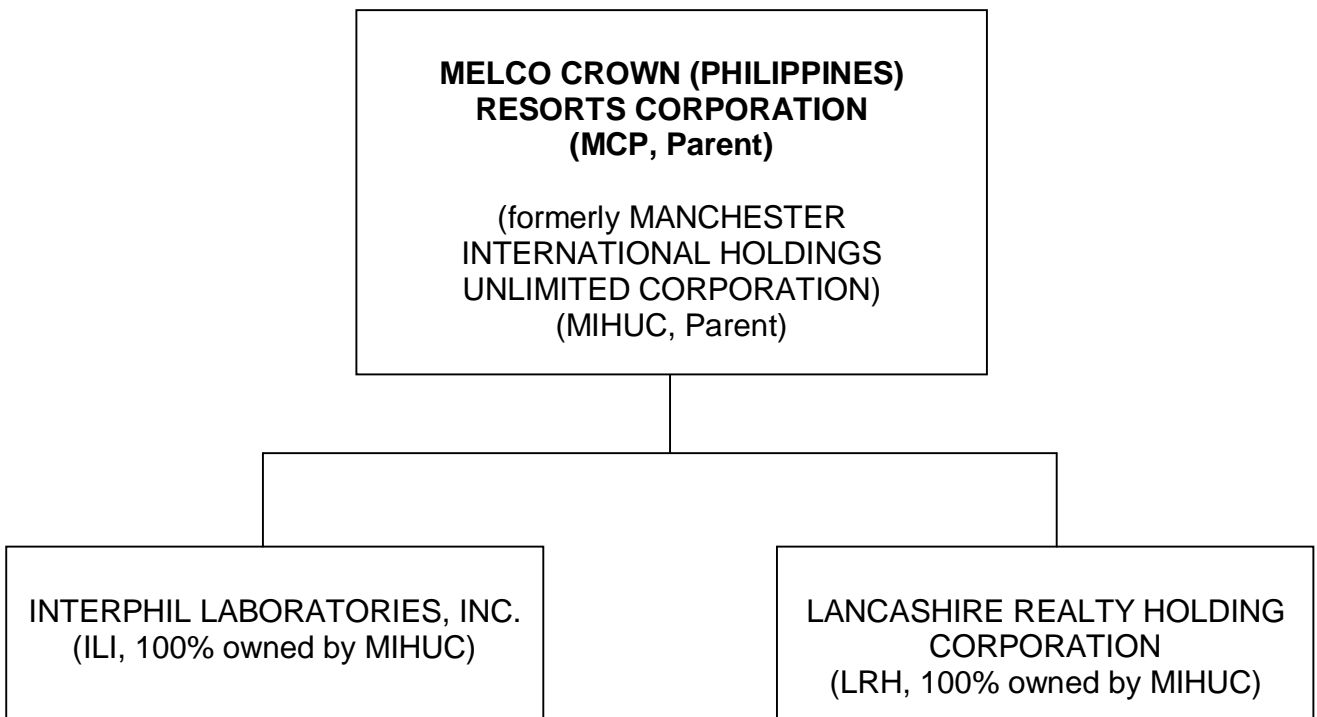 MELCO CROWN (PHILIPPINES)
RESORTS CORPORATION
(MCP, Parent)
(formerly MANCHESTER
INTERNATIONAL HOLDINGS
UNLIMITED CORPORATION)
(MIHUC, Parent)
INTERPHIL LABORATORIES, INC.
(ILI, 100% owned by MIHUC)
LANCASHIRE REALTY HOLDING
CORPORATION
(LRH, 100% owned by MIHUC)